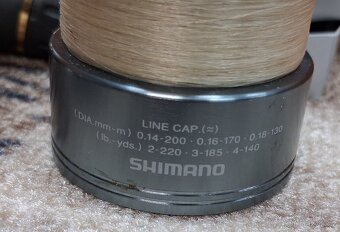 LINE CAP.(≈)
(DIA.mm-m) 0.14-200 · 0.16-170 · 0.18-130
(lb.-yds.) 2-220 · 3-185 · 4-140
SHIMANO